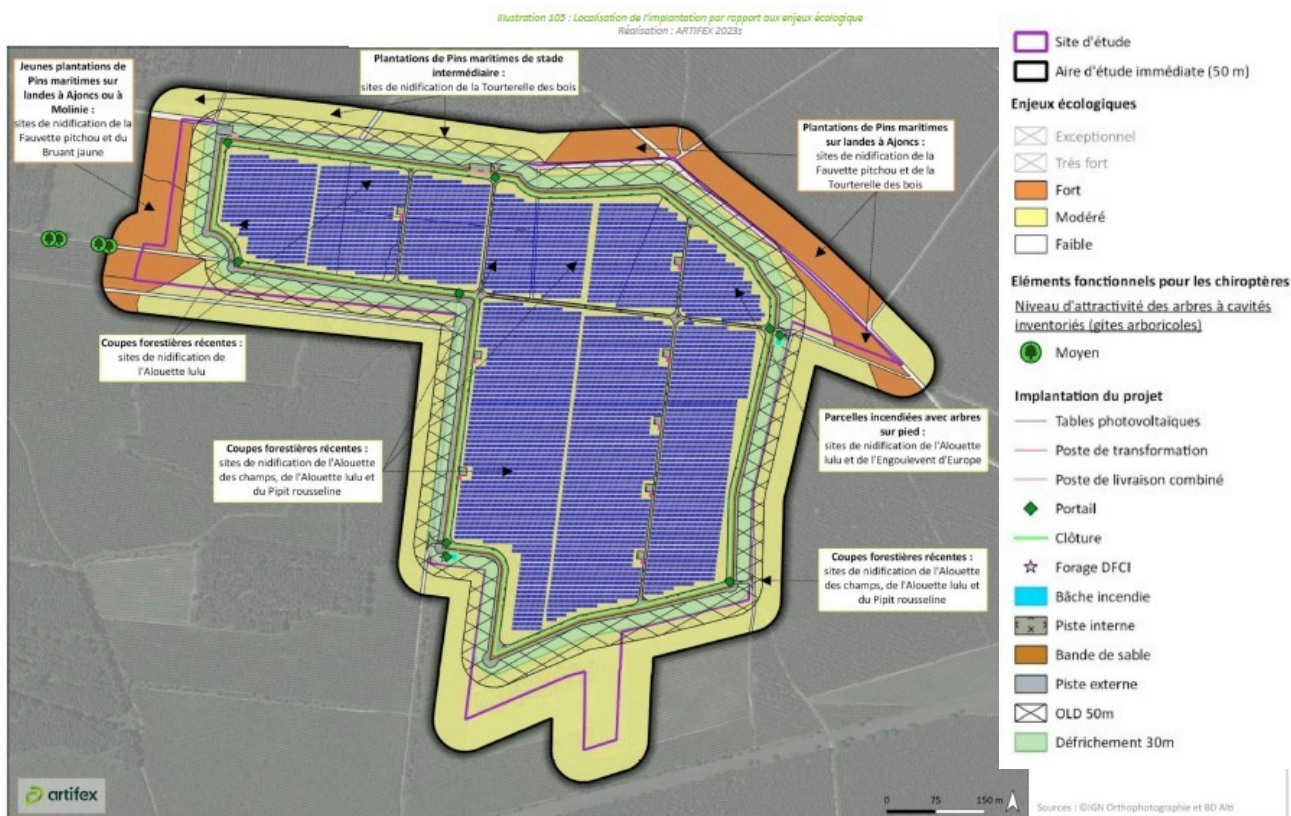 Illustration 105 : Localisation de l'implantation par rapport aux enjeux écologique
Réalisation : ARTIFEX 2023s
Jeunes plantations de
Pins maritimes sur
landes à Ajoncs ou à
Molinie :
sites de nidification de la
Fauvette pitchou et du
Bruant jaune
Plantations de Pins maritimes de stade
intermédiaire :
sites de nidification de la Tourterelle des bois
Plantations de Pins maritimes
sur landes à Ajoncs :
sites de nidification de la
Fauvette pitchou et de la
Tourterelle des bois
Coupes forestières récentes :
sites de nidification de
l'Alouette lulu
Coupes forestières récentes :
sites de nidification de l'Alouette
des champs, de l'Alouette lulu et
du Pipit rousseline
Parcelles incendiées avec arbres
sur pied :
sites de nidification de l'Alouette
lulu et de l'Engoulevent d'Europe
Coupes forestières récentes :
sites de nidification de l'Alouette
des champs, de l'Alouette lulu et
du Pipit rousseline
artifex
0 75 150 m
Site d'étude
Aire d'étude immédiate (50 m)
Enjeux écologiques
Exceptionnel
Très fort
Fort
Modéré
Faible
Eléments fonctionnels pour les chiroptères
Niveau d'attractivité des arbres à cavités
inventoriés (gites arboricoles)
Moyen
Implantation du projet
Tables photovoltaïques
Poste de transformation
Poste de livraison combiné
Portail
Clôture
Forage DFCI
Bâche incendie
Piste interne
Bande de sable
Piste externe
OLD 50m
Défrichement 30m
Sources : ©IGN Orthophotographie et BD Alti